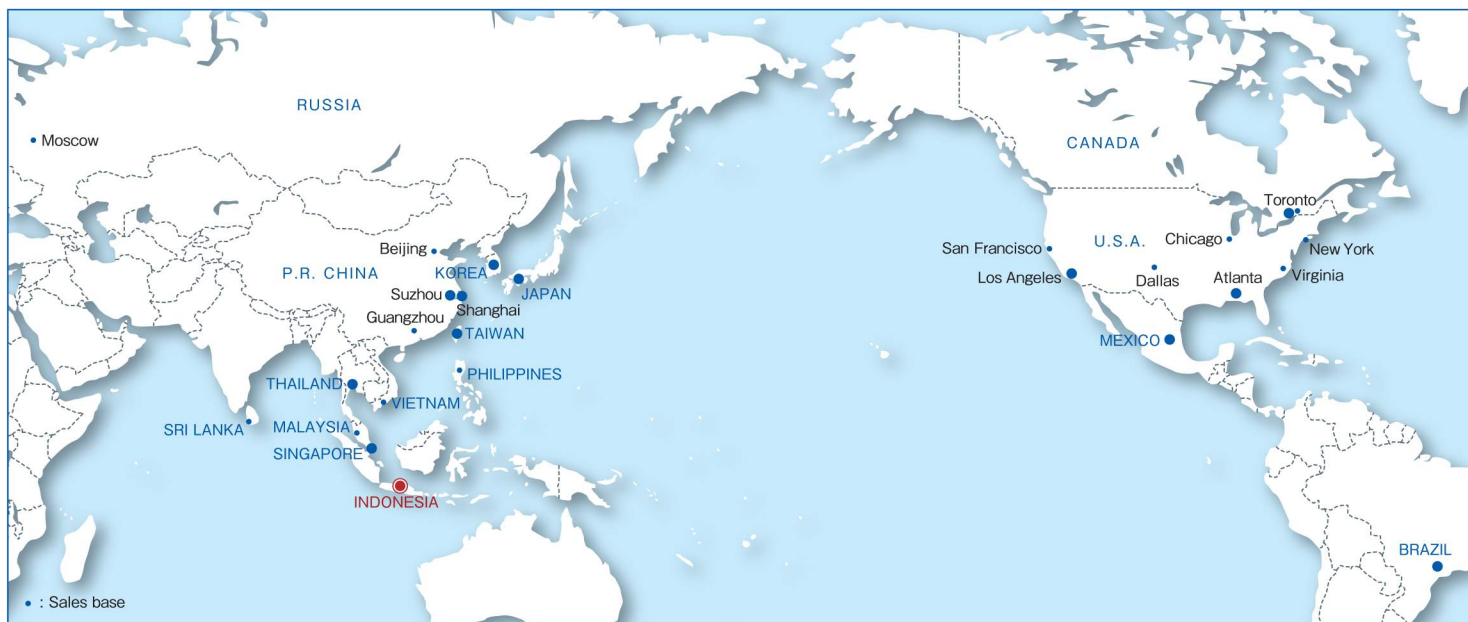 RUSSIA
Moscow
CANADA
Toronto
Beijing
San Francisco
U.S.A.
Chicago
New York
P.R. CHINA
KOREA
Los Angeles
Dallas
Atlanta
Virginia
Suzhou
JAPAN
Shanghai
Guangzhou
TAIWAN
MEXICO
PHILIPPINES
THAILAND
VIETNAM
SRI LANKA
MALAYSIA
SINGAPORE
INDONESIA
BRAZIL
: Sales base